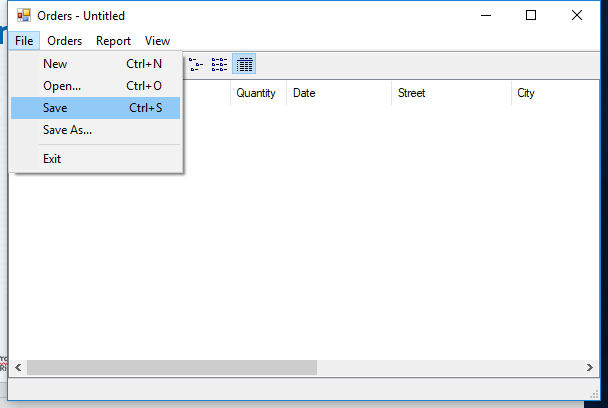 Orders - Untitled
File Orders Report View
New Ctrl+N
Open... Ctrl+O
Save Ctrl+S
Save As...
Exit
Quantity Date Street City